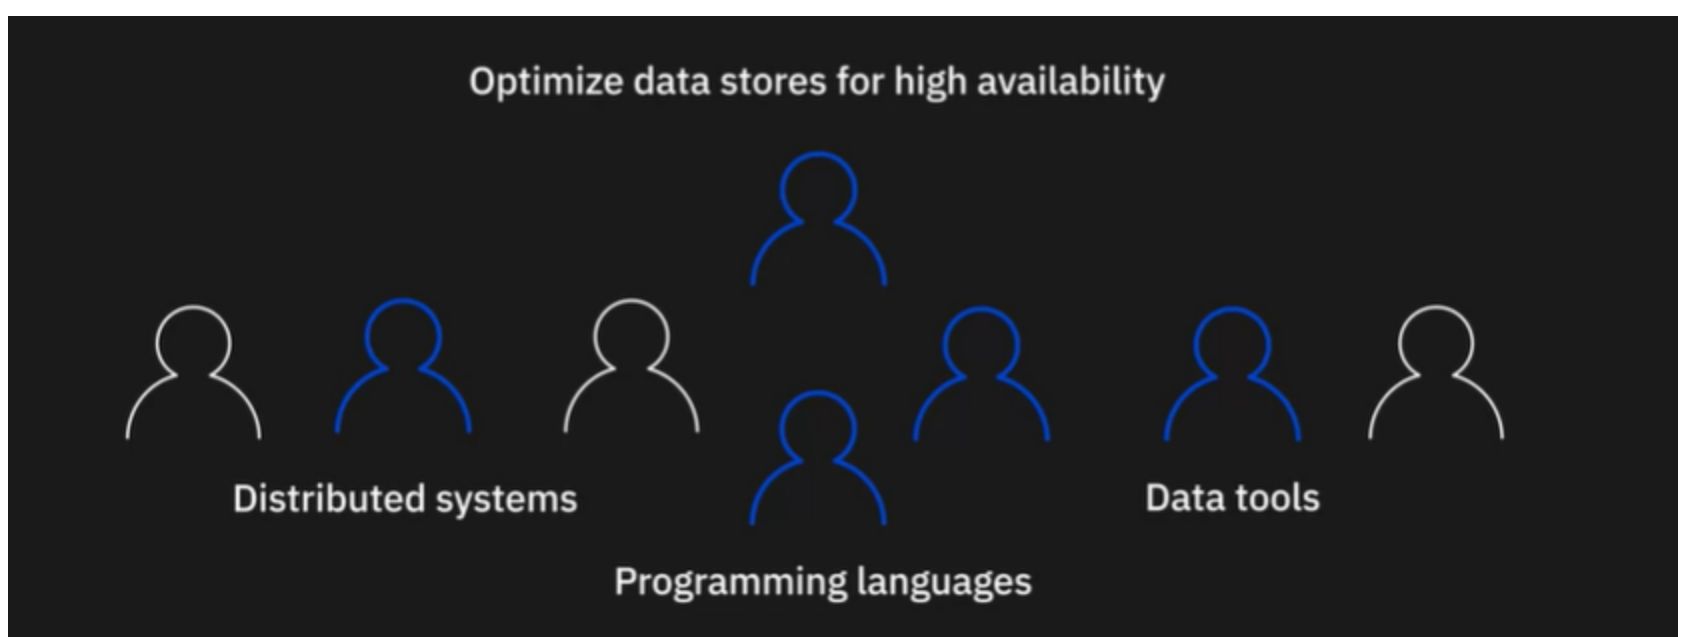 Optimize data stores for high availability
Distributed systems
Data tools
Programming languages